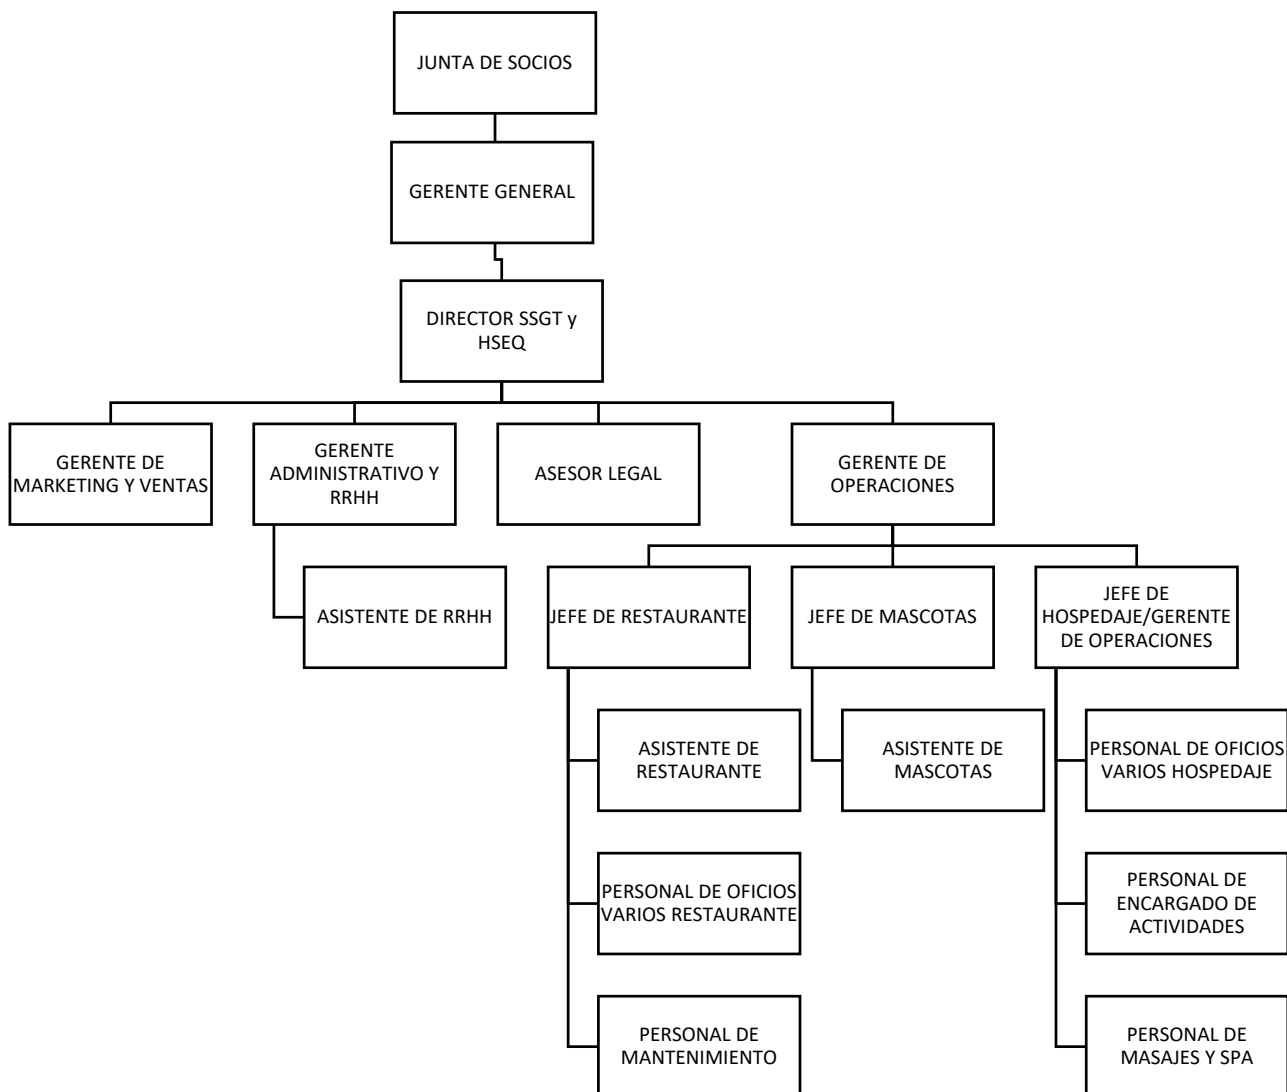 JUNTA DE SOCIOS
GERENTE GENERAL
DIRECTOR SSGT y
HSEQ
GERENTE DE
MARKETING Y VENTAS
GERENTE
ADMINISTRATIVO Y
RRHH
ASESOR LEGAL
GERENTE DE
OPERACIONES
ASISTENTE DE RRHH
JEFE DE RESTAURANTE
JEFE DE MASCOTAS
JEFE DE
HOSPEDAJE/GERENTE
DE OPERACIONES
ASISTENTE DE
RESTAURANTE
ASISTENTE DE
MASCOTAS
PERSONAL DE OFICIOS
VARIOS HOSPEDAJE
PERSONAL DE OFICIOS
VARIOS RESTAURANTE
PERSONAL DE
ENCARGADO DE
ACTIVIDADES
PERSONAL DE
MANTENIMIENTO
PERSONAL DE
MASAJES Y SPA